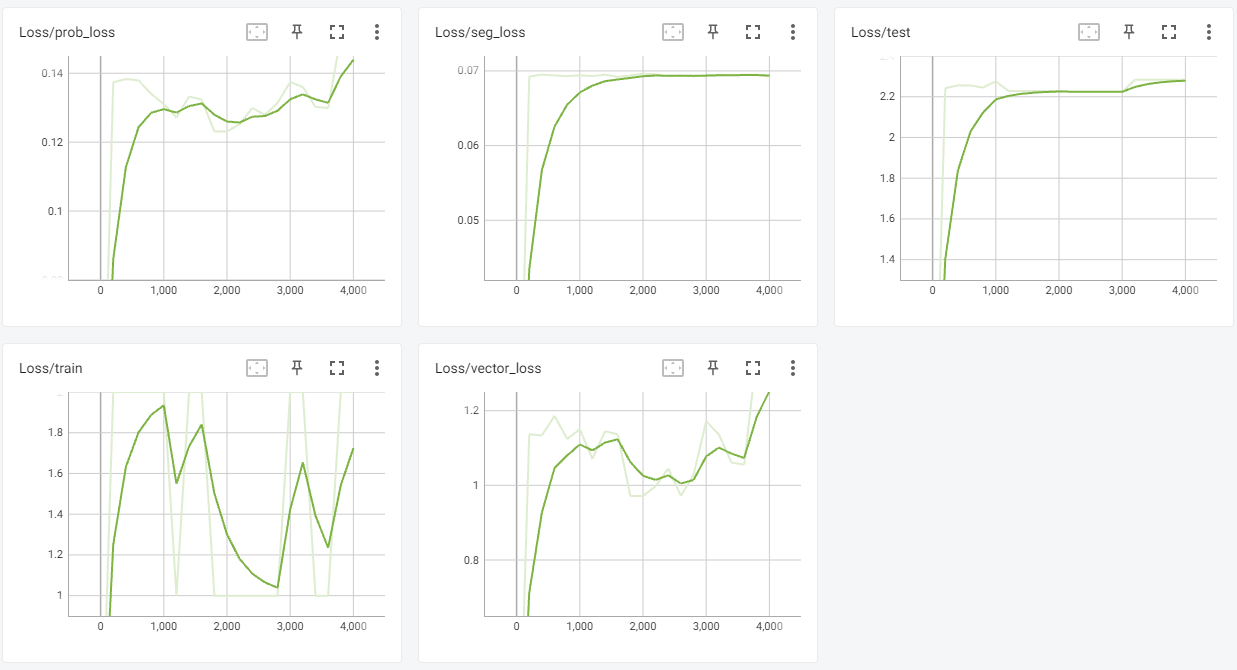 Loss/prob_loss
0.14
0.12
0.1
0 1,000 2,000 3,000 4,000
Loss/seg_loss
0.07
0.06
0.05
0 1,000 2,000 3,000 4,000
Loss/test
2.2
2
1.8
1.6
1.4
0 1,000 2,000 3,000 4,000
Loss/train
1.8
1.6
1.4
1.2
1
0 1,000 2,000 3,000 4,000
Loss/vector_loss
1.2
1
0.8
0 1,000 2,000 3,000 4,000